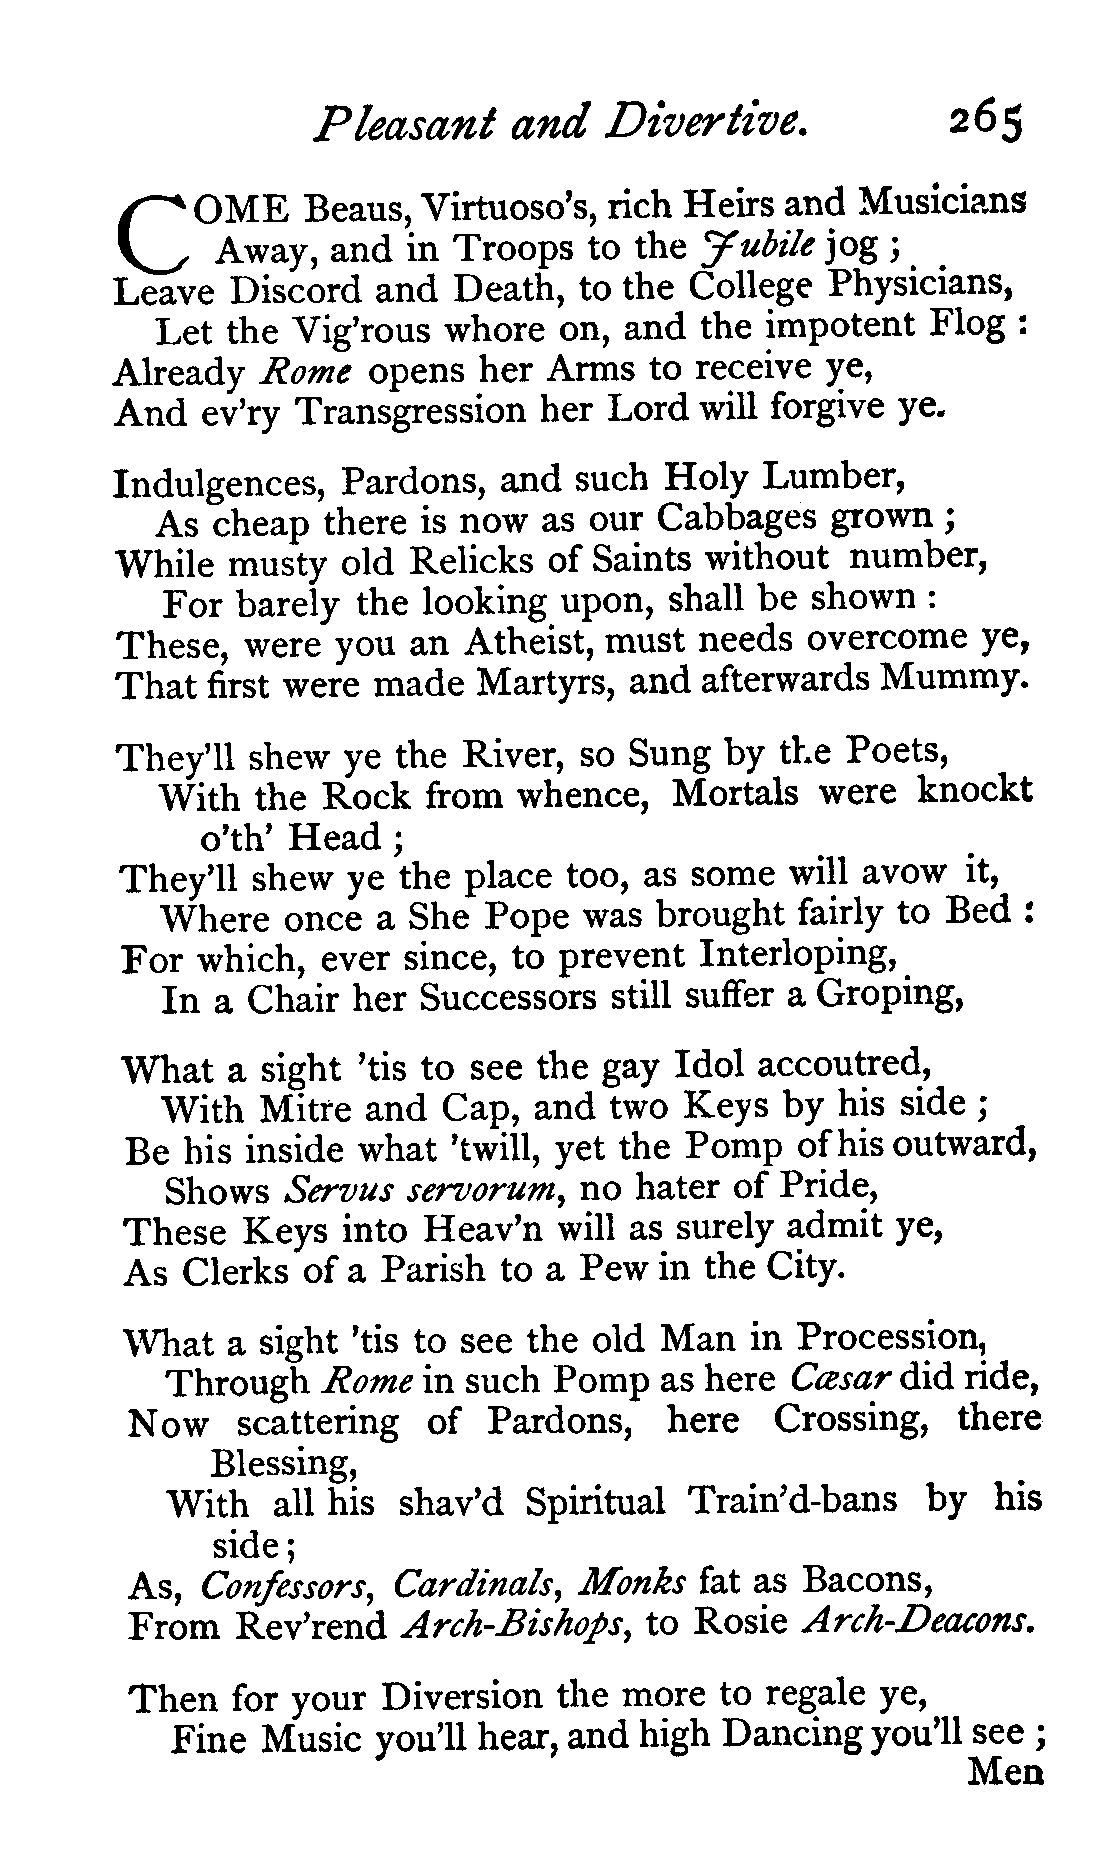 Pleasant and Divertive. 265
COME Beaus, Virtuoso's, rich Heirs and Musicians
Away, and in Troops to the Jubile jog ;
Leave Discord and Death, to the College Physicians,
Let the Vig'rous whore on, and the impotent Flog :
Already Rome opens her Arms to receive ye,
And ev'ry Transgression her Lord will forgive ye.
Indulgences, Pardons, and such Holy Lumber,
As cheap there is now as our Cabbages grown ;
While musty old Relicks of Saints without number,
For barely the looking upon, shall be shown :
These, were you an Atheist, must needs overcome ye,
That first were made Martyrs, and afterwards Mummy.
They'll shew ye the River, so Sung by the Poets,
With the Rock from whence, Mortals were knockt
o'th' Head ;
They'll shew ye the place too, as some will avow it,
Where once a She Pope was brought fairly to Bed :
For which, ever since, to prevent Interloping,
In a Chair her Successors still suffer a Groping,
What a sight 'tis to see the gay Idol accoutred,
With Mitre and Cap, and two Keys by his side ;
Be his inside what 'twill, yet the Pomp of his outward,
Shows Servus servorum, no hater of Pride,
These Keys into Heav'n will as surely admit ye,
As Clerks of a Parish to a Pew in the City.
What a sight 'tis to see the old Man in Procession,
Through Rome in such Pomp as here Cæsar did ride,
Now scattering of Pardons, here Crossing, there
Blessing,
With all his shav'd Spiritual Train'd-bans by his
side ;
As, Confessors, Cardinals, Monks fat as Bacons,
From Rev'rend Arch-Bishops, to Rosie Arch-Deacons.
Then for your Diversion the more to regale ye,
Fine Music you'll hear, and high Dancing you'll see ;
Men